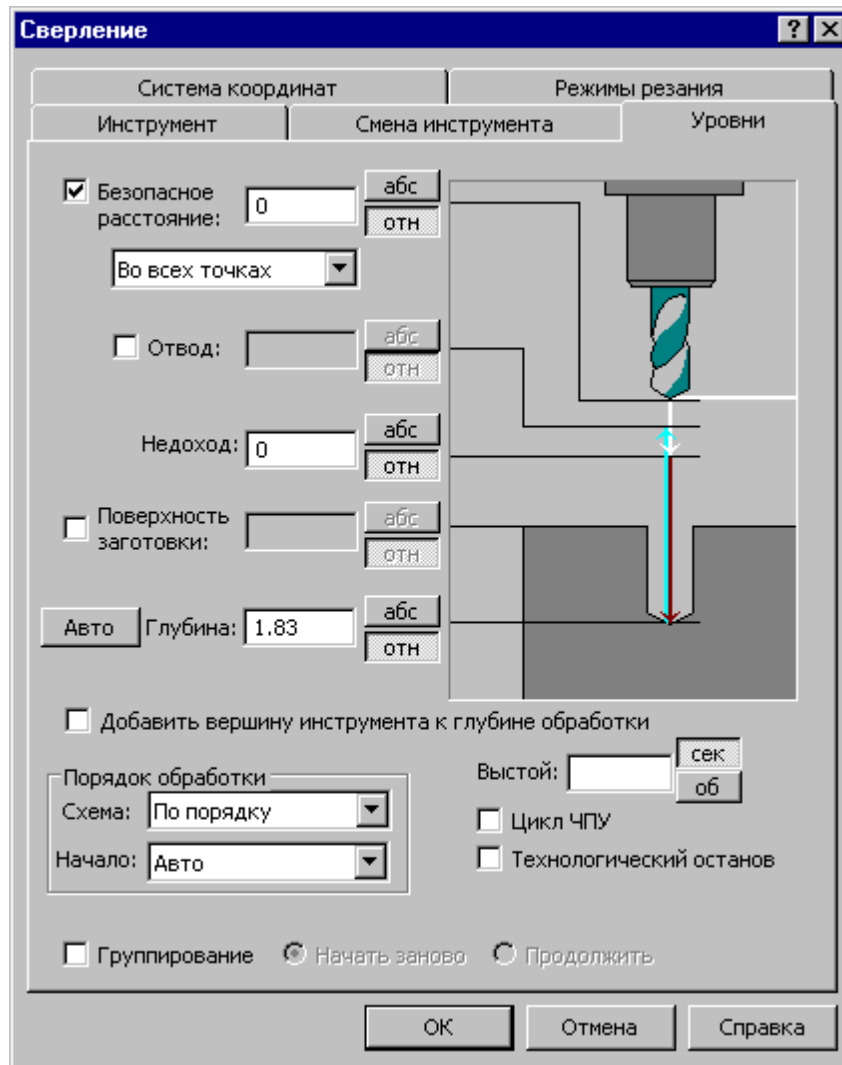 Сверление
Система координат
Режимы резания
Инструмент
Смена инструмента
Уровни
Безопасное
расстояние:
0
абс
отн
Во всех точках
Отвод:
абс
отн
Недоход:
0
абс
отн
Поверхность
заготовки:
абс
отн
Авто
Глубина:
1.83
абс
отн
Добавить вершину инструмента к глубине обработки
Порядок обработки
Схема:
По порядку
Начало:
Авто
Выстой:
сек
об
Цикл ЧПУ
Технологический останов
Группирование
Начать заново
Продолжить
OK
Отмена
Справка